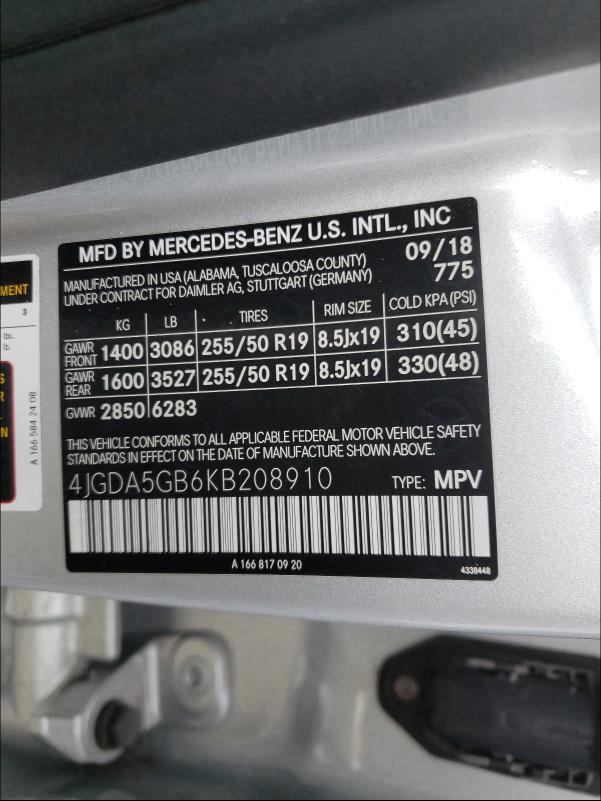 MFD BY MERCEDES-BENZ U.S. INTL., INC
MANUFACTURED IN USA (ALABAMA, TUSCALOOSA COUNTY) 09/18
UNDER CONTRACT FOR DAIMLER AG, STUTTGART (GERMANY) 775
KG LB TIRES RIM SIZE COLD KPA (PSI)
GAWR FRONT 1400 3086 255/50 R19 8.5Jx19 310(45)
GAWR REAR 1600 3527 255/50 R19 8.5Jx19 330(48)
GVWR 2850 6283
THIS VEHICLE CONFORMS TO ALL APPLICABLE FEDERAL MOTOR VEHICLE SAFETY
STANDARDS IN EFFECT ON THE DATE OF MANUFACTURE SHOWN ABOVE.
4JGDA5GB6KB208910 TYPE: MPV
A 166 817 09 20
4338448
MENT
3
lbs.
lb.
S
R
N
A 166 584 24 08